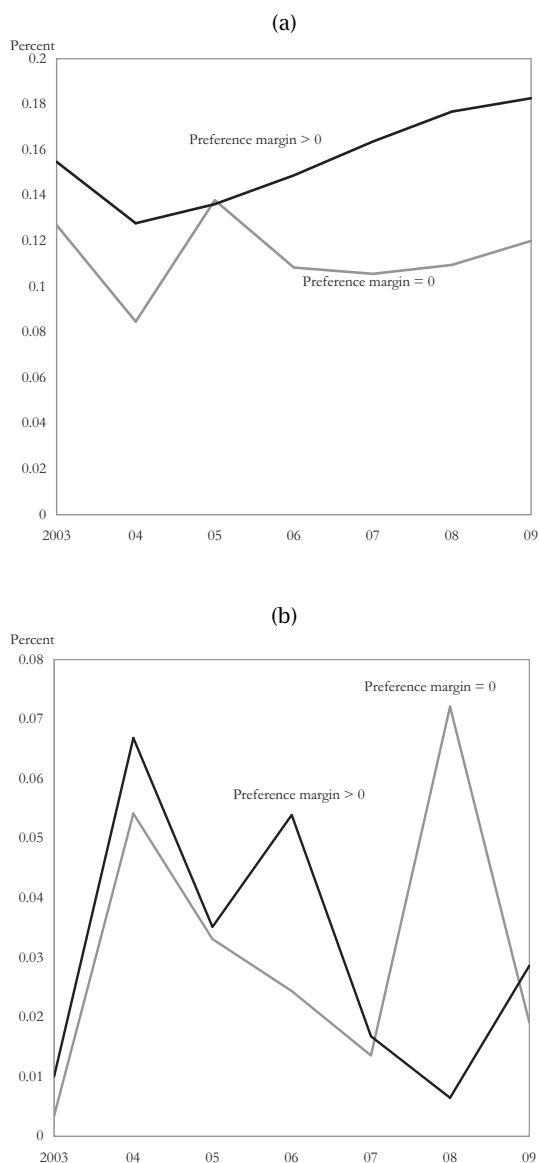 (a)
Percent
0.2
0.18
Preference margin > 0
0.16
0.14
0.12
Preference margin = 0
0.1
0.08
0.06
0.04
0.02
0
2003 04 05 06 07 08 09
(b)
Percent
0.08
Preference margin = 0
0.07
0.06
Preference margin > 0
0.05
0.04
0.03
0.02
0.01
0
2003 04 05 06 07 08 09